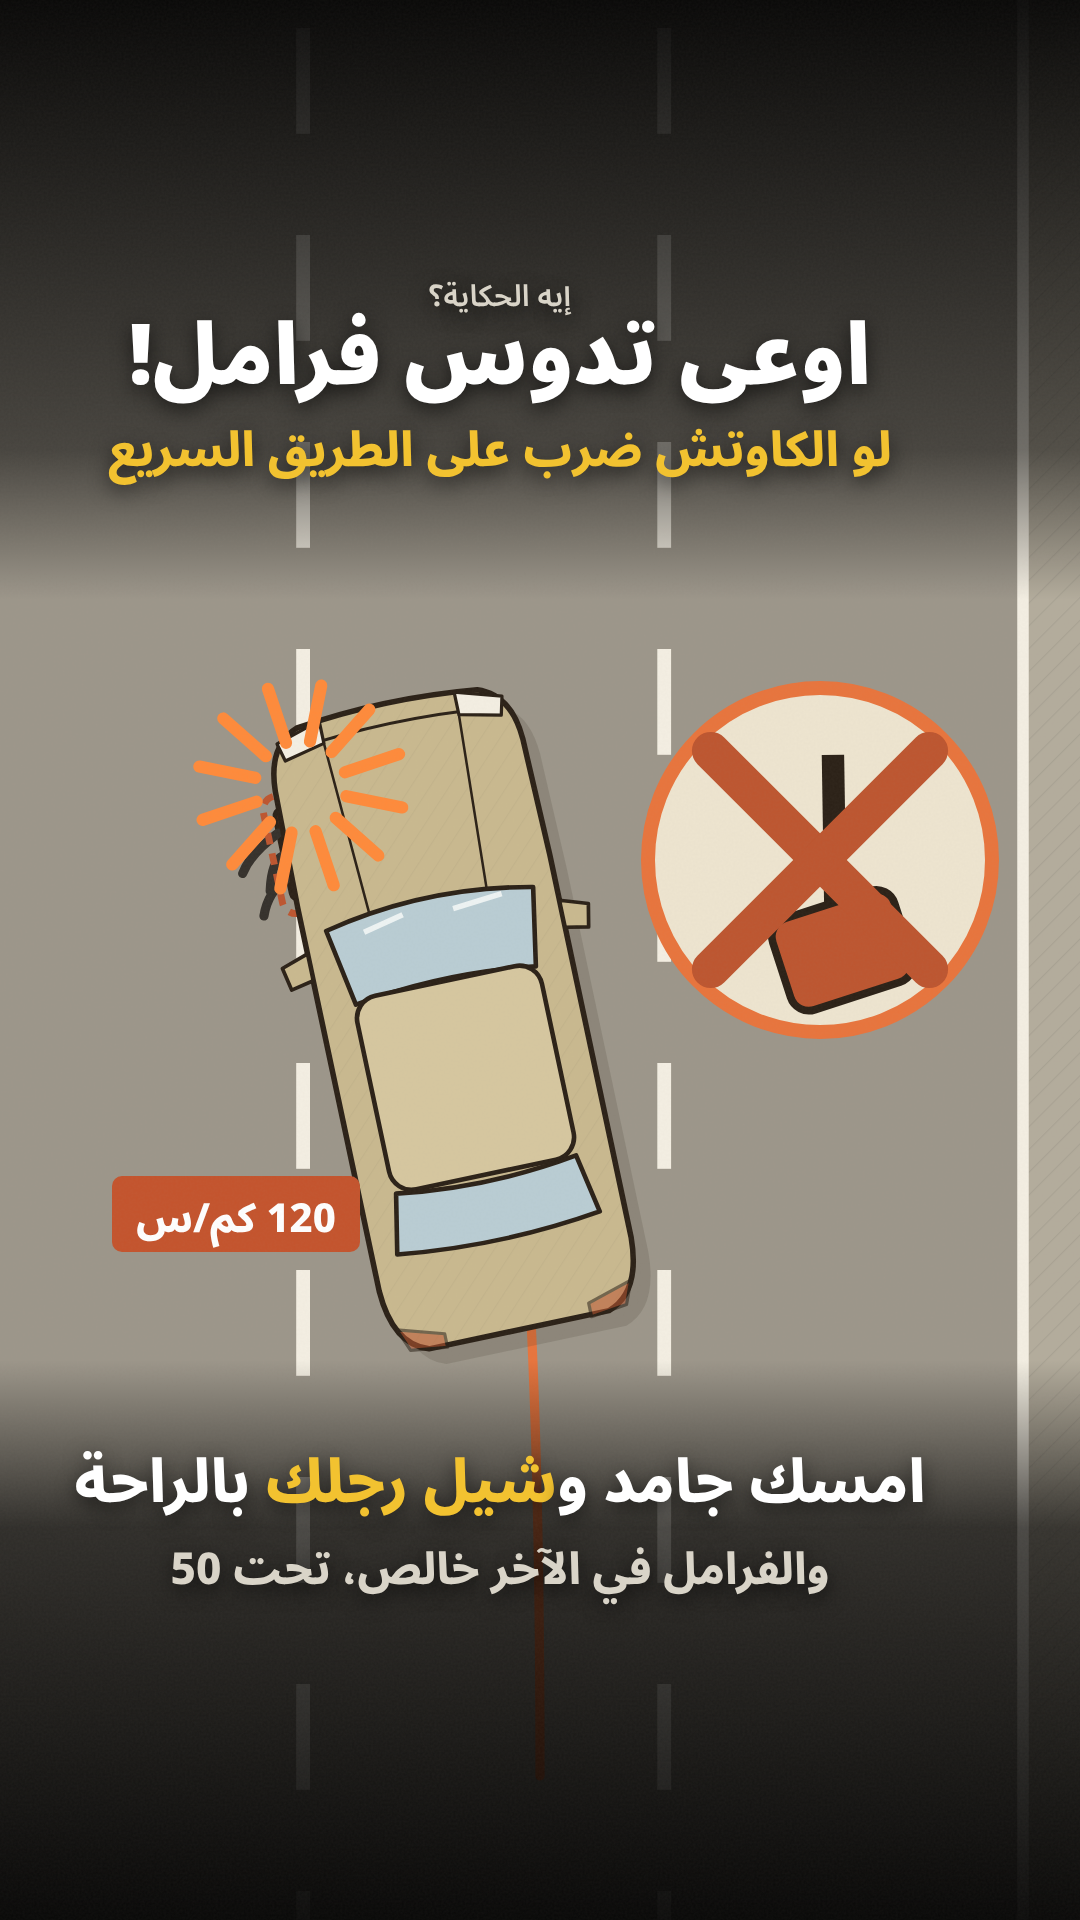 إيه الحكاية؟
اوعى تدوس فرامل!
لو الكاوتش ضرب على الطريق السريع
120 كم/س
امسك جامد وشيل رجلك بالراحة
والفرامل في الآخر خالص، تحت 50